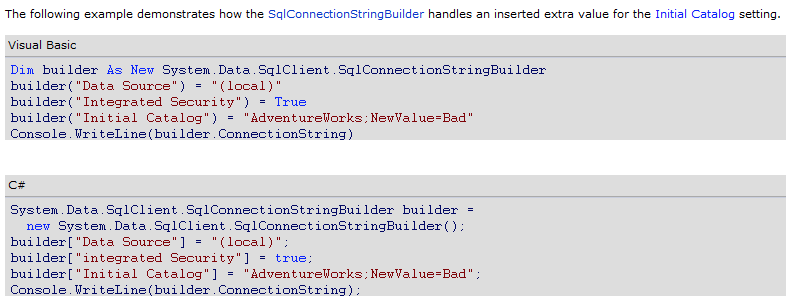 The following example demonstrates how the SqlConnectionStringBuilder handles an inserted extra value for the Initial Catalog setting.
Visual Basic
Dim builder As New System.Data.SqlClient.SqlConnectionStringBuilder
builder("Data Source") = "(local)"
builder("Integrated Security") = True
builder("Initial Catalog") = "AdventureWorks;NewValue=Bad"
Console.WriteLine(builder.ConnectionString)
C#
System.Data.SqlClient.SqlConnectionStringBuilder builder =
  new System.Data.SqlClient.SqlConnectionStringBuilder();
builder["Data Source"] = "(local)";
builder["integrated Security"] = true;
builder["Initial Catalog"] = "AdventureWorks;NewValue=Bad";
Console.WriteLine(builder.ConnectionString);